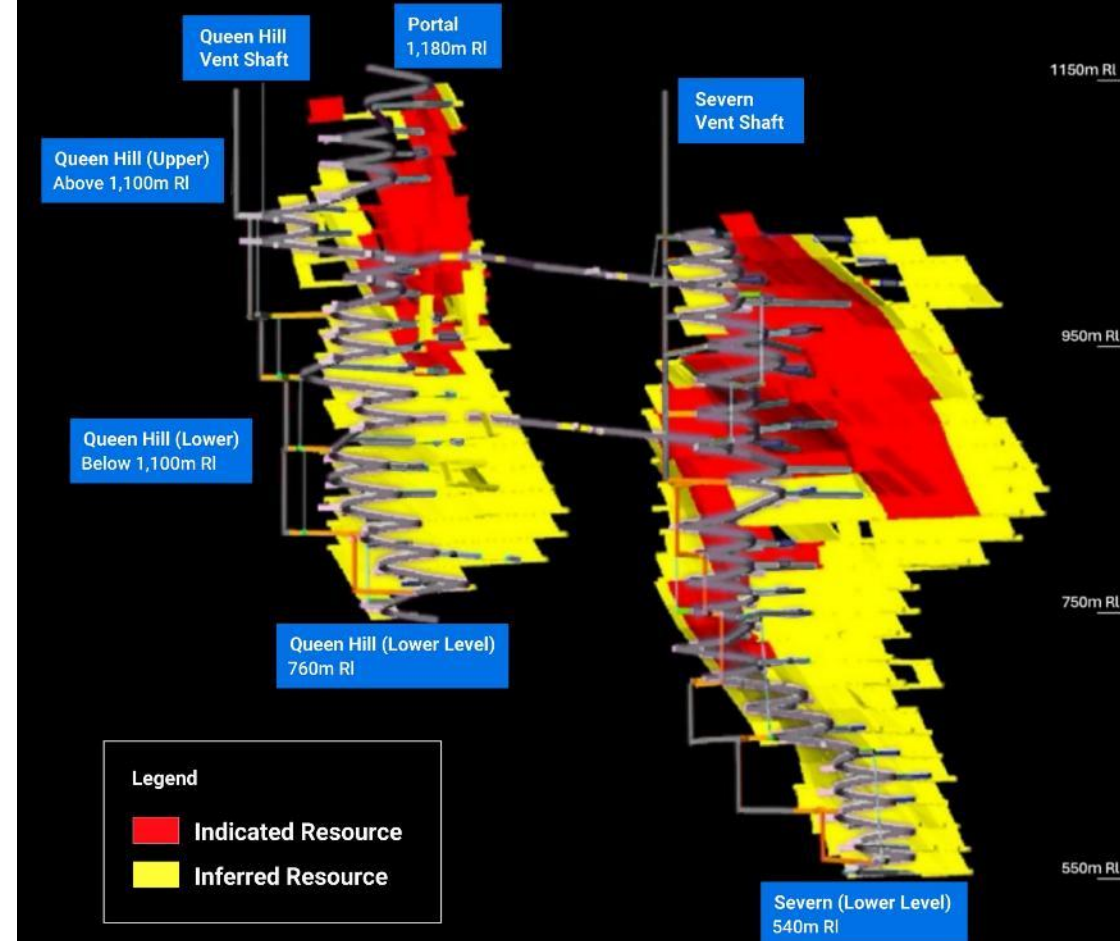 Portal
1,180m Rl
Queen Hill
Vent Shaft
1150m Rl
Severn
Vent Shaft
Queen Hill (Upper)
Above 1,100m Rl
950m Rl
Queen Hill (Lower)
Below 1,100m Rl
750m Rl
Queen Hill (Lower Level)
760m Rl
Legend
Indicated Resource
Inferred Resource
550m Rl
Severn (Lower Level)
540m Rl